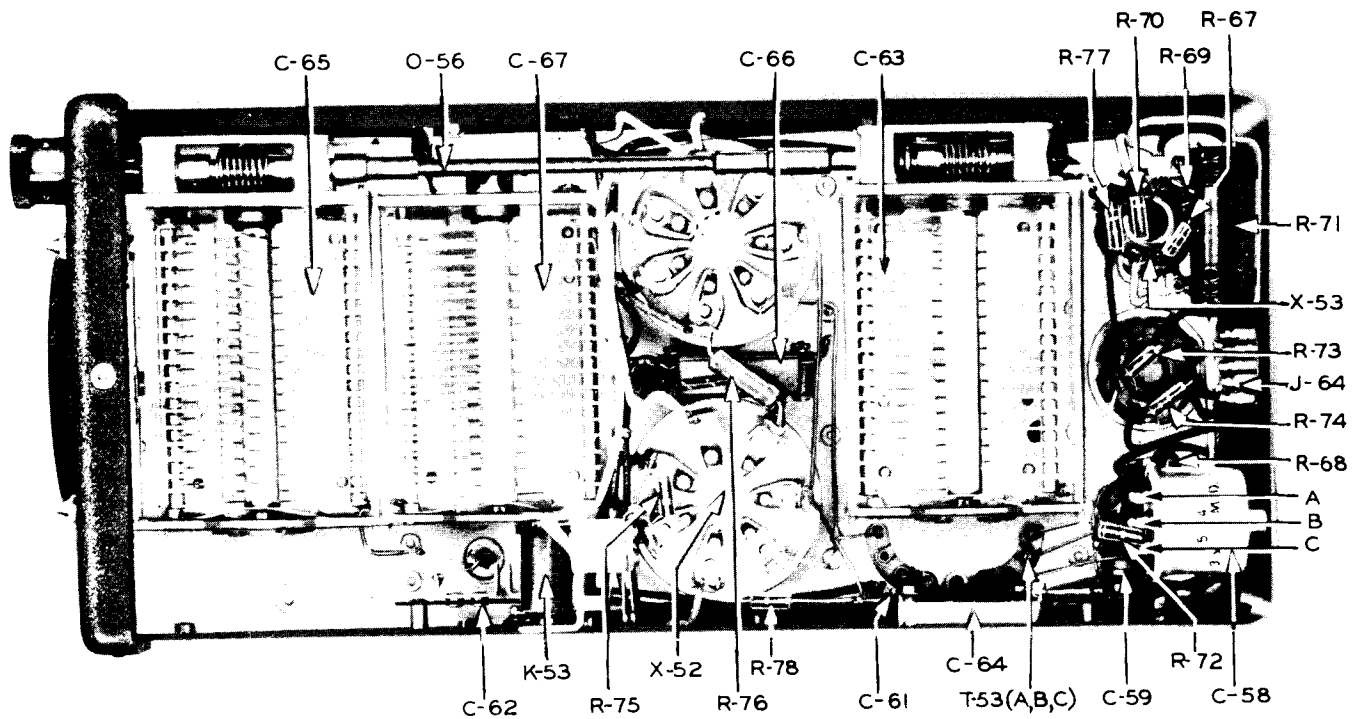 R-70
R-67
C-65
O-56
C-67
C-66
C-63
R-77
R-69
R-71
X-53
R-73
J-64
R-74
R-68
A
B
C
K-53
X-52
R-78
C-64
R-72
C-62
R-75
R-76
C-61
T-53(A,B,C)
C-59
C-58